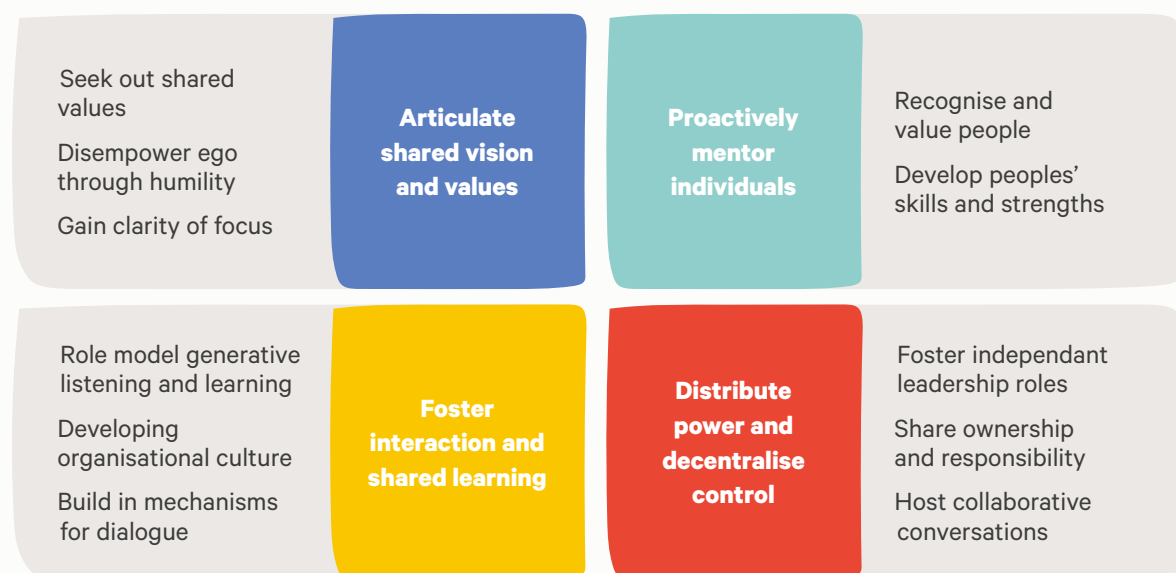 Seek out shared
values
Disempower ego
through humility
Gain clarity of focus
Articulate
shared vision
and values
Proactively
mentor
individuals
Recognise and
value people
Develop peoples’
skills and strengths
Role model generative
listening and learning
Developing
organisational culture
Build in mechanisms
for dialogue
Foster
interaction and
shared learning
Distribute
power and
decentralise
control
Foster independant
leadership roles
Share ownership
and responsibility
Host collaborative
conversations